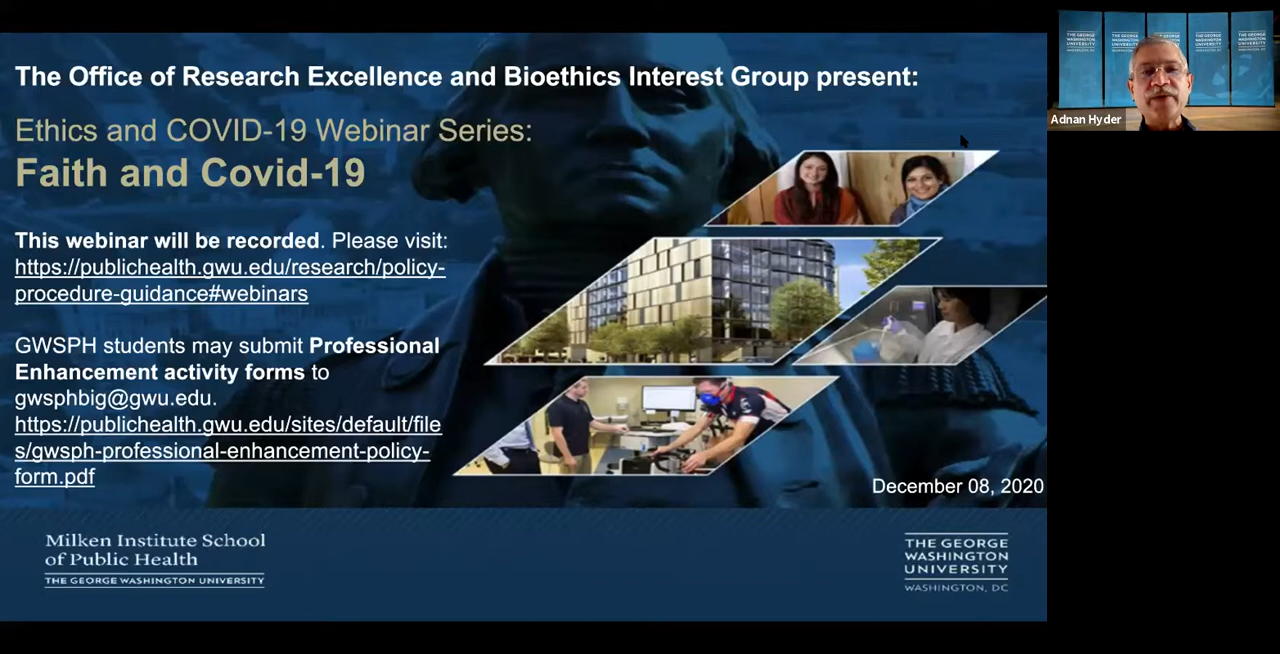 The Office of Research Excellence and Bioethics Interest Group present:
Ethics and COVID-19 Webinar Series:
Faith and Covid-19
This webinar will be recorded. Please visit:
https://publichealth.gwu.edu/research/policy-
procedure-guidance#webinars
GWSPH students may submit Professional
Enhancement activity forms to
gwsphbig@gwu.edu.
https://publichealth.gwu.edu/sites/default/file
s/gwsph-professional-enhancement-policy-
form.pdf
December 08, 2020
Milken Institute School
of Public Health
THE GEORGE WASHINGTON UNIVERSITY
THE GEORGE
WASHINGTON
UNIVERSITY
WASHINGTON, DC
Adnan Hyder